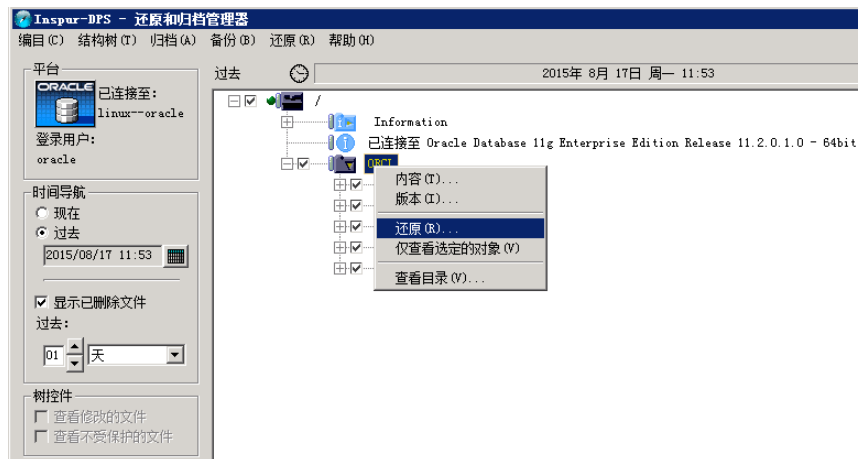 Inspur-DPS - 还原和归档管理器
编目(C) 结构树(T) 归档(A) 备份(B) 还原(R) 帮助(H)
平台
ORACLE
已连接至:
linux--oracle
登录用户:
oracle
时间导航
现在
过去
2015/08/17 11:53
显示已删除文件
过去:
01 天
树控件
查看修改的文件
查看不受保护的文件
过去
2015年 8月 17日 周一 11:53
/
Information
已连接至 Oracle Database 11g Enterprise Edition Release 11.2.0.1.0 - 64bit
ORCL
内容(T)...
版本(I)...
还原(R)...
仅查看选定的对象(V)
查看目录(V)...